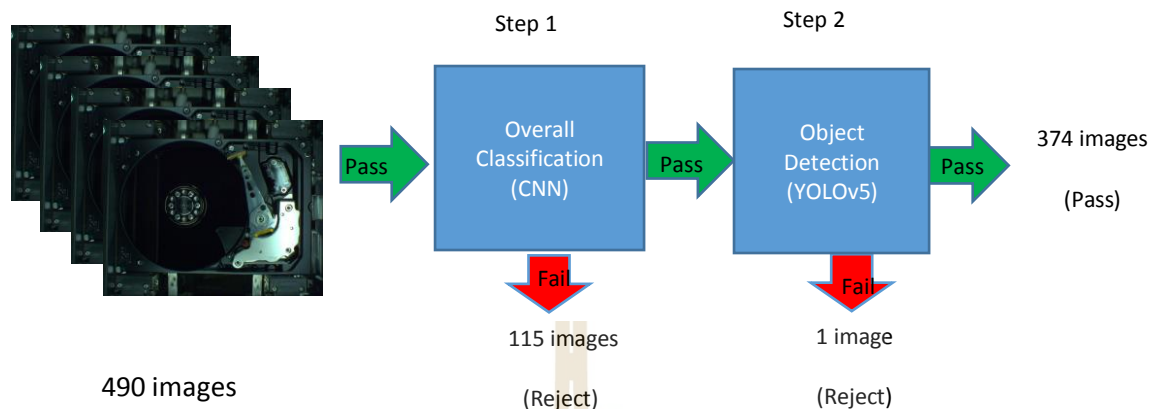 Step 1
Step 2
Pass
Overall
Classification
(CNN)
Pass
Object
Detection
(YOLOv5)
Pass
374 images
(Pass)
Fail
Fail
115 images
(Reject)
1 image
(Reject)
490 images